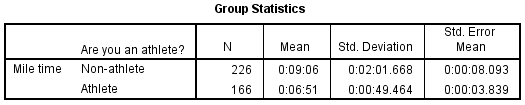 Group Statistics
Are you an athlete? N Mean Std. Deviation Std. Error Mean
Mile time Non-athlete 226 0:09:06 0:02:01.668 0:00:08.093
Athlete 166 0:06:51 0:00:49.464 0:00:03.839